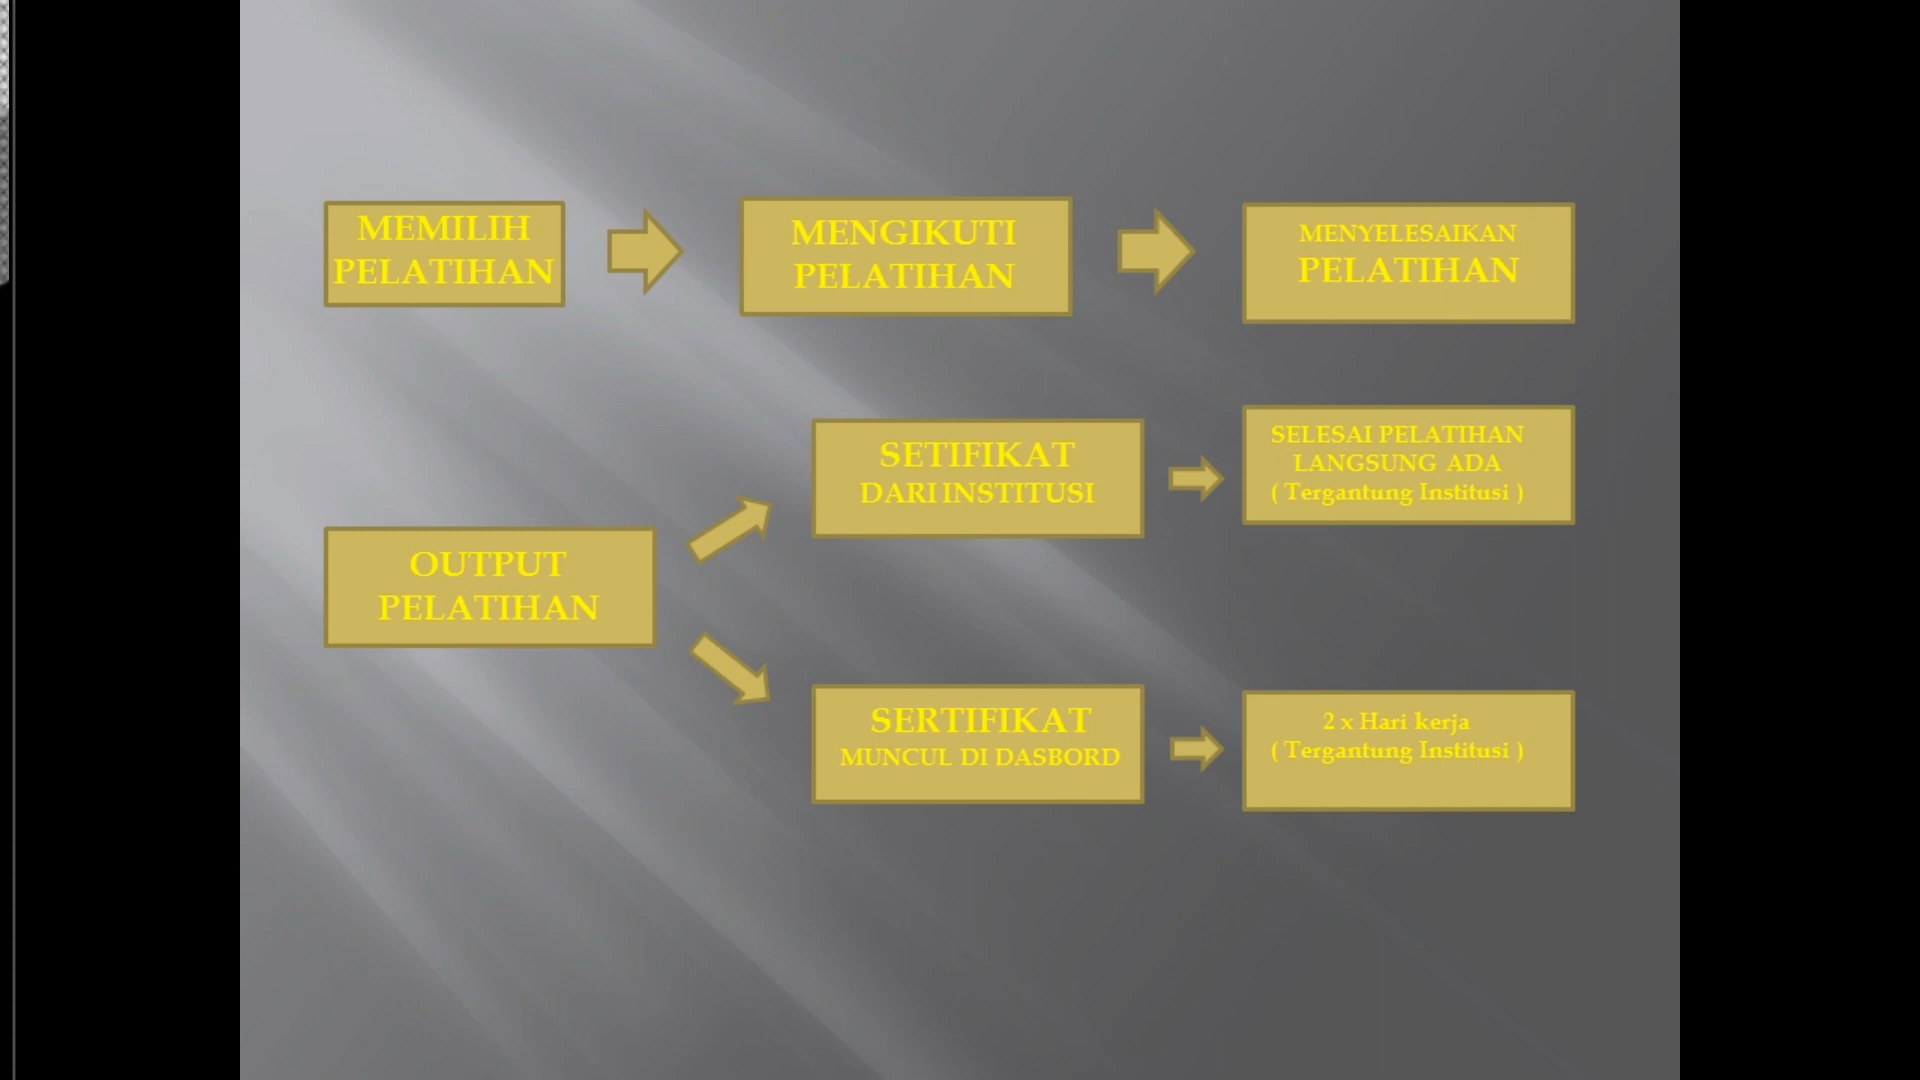 MEMILIH
PELATIHAN
MENGIKUTI
PELATIHAN
MENYELESAIKAN
PELATIHAN
OUTPUT
PELATIHAN
SETIFIKAT
DARI INSTITUSI
SELESAI PELATIHAN
LANGSUNG ADA
( Tergantung Institusi )
SERTIFIKAT
MUNCUL DI DASBORD
2 x Hari kerja
( Tergantung Institusi )